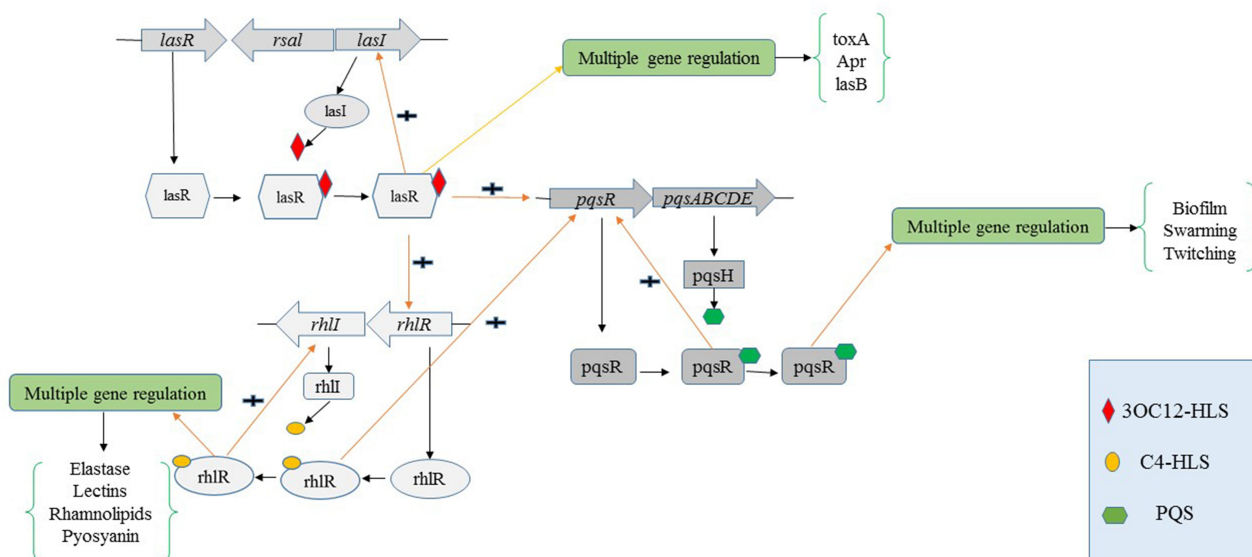 lasR
rsal
lasI
Multiple gene regulation
toxA
Apr
lasB
lasI
lasR
lasR
lasR
pqsR
pqsABCDE
Multiple gene regulation
Biofilm
Swarming
Twitching
pqsH
rhlI
rhlR
pqsR
pqsR
pqsR
Multiple gene regulation
rhlI
Elastase
Lectins
Rhamnolipids
Pyosyanin
rhlR
rhlR
rhlR
3OC12-HLS
C4-HLS
PQS